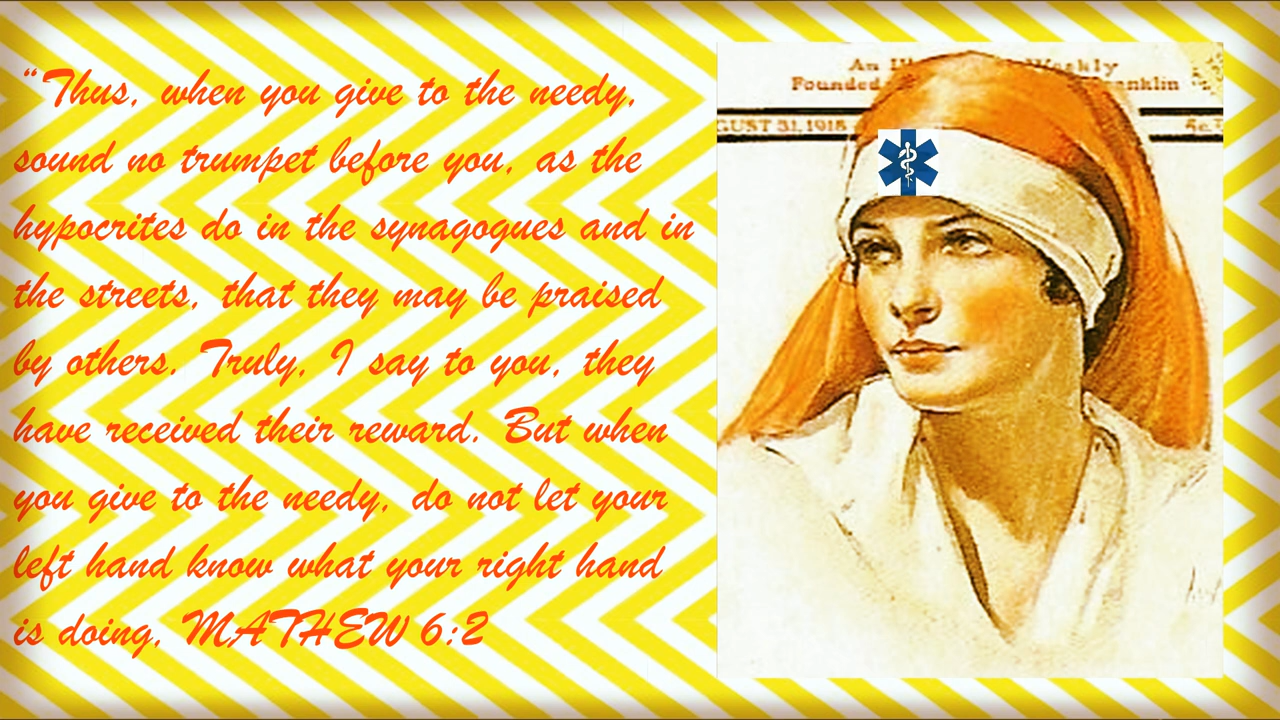 “Thus, when you give to the needy,
sound no trumpet before you, as the
hypocrites do in the synagogues and in
the streets, that they may be praised
by others. Truly, I say to you, they
have received their reward. But when
you give to the needy, do not let your
left hand know what your right hand
is doing, MATHEW 6:2
An Weekly
Founded
GUST 31, 1918